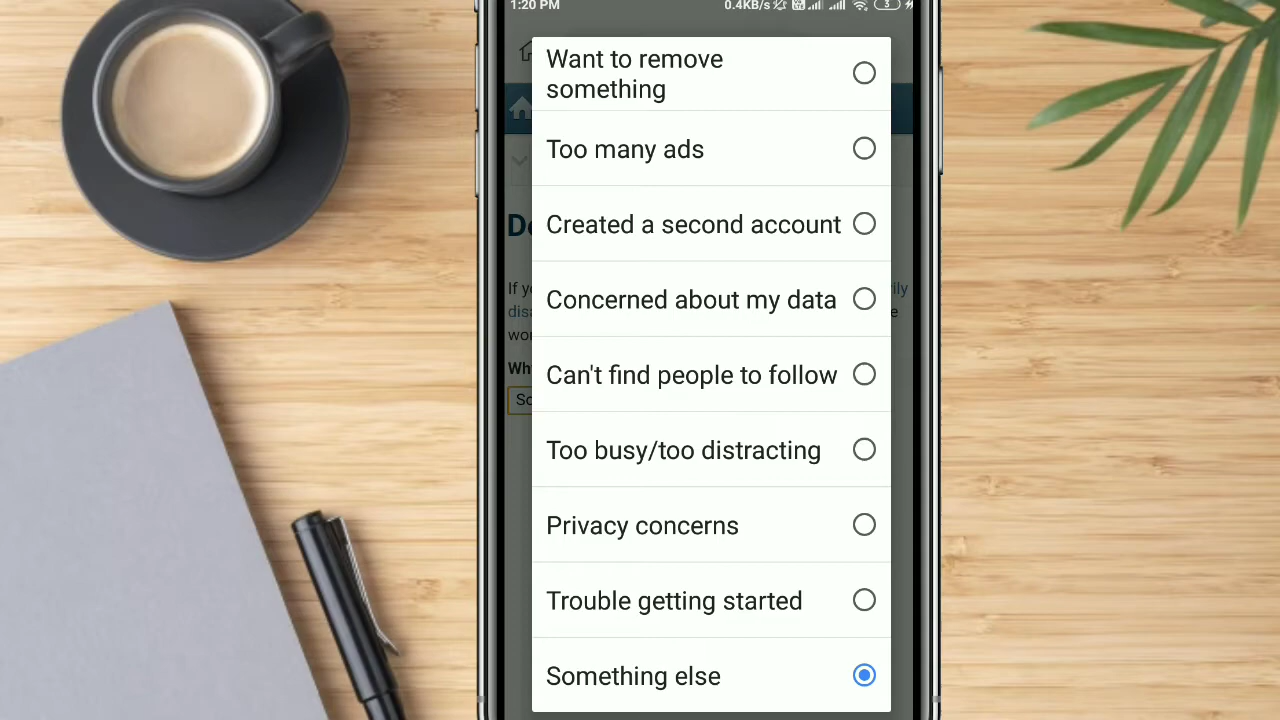 1:20 PM 0.4KB/s 3
Want to remove
something
Too many ads
Created a second account
Concerned about my data
Can't find people to follow
Too busy/too distracting
Privacy concerns
Trouble getting started
Something else